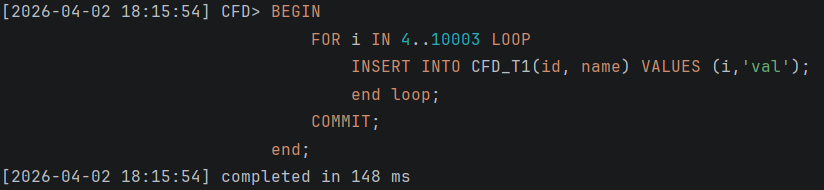 [2026-04-02 18:15:54] CFD> BEGIN
FOR i IN 4..10003 LOOP
INSERT INTO CFD_T1(id, name) VALUES (i,'val');
end loop;
COMMIT;
end;
[2026-04-02 18:15:54] completed in 148 ms